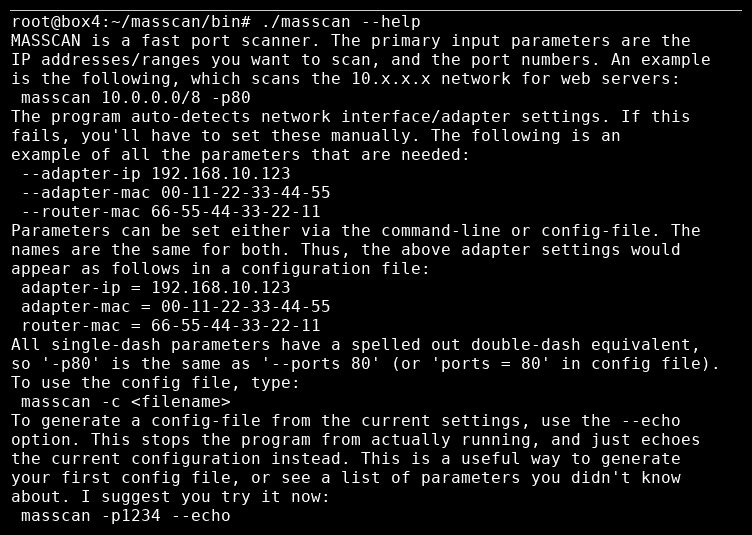 root@box4:~/masscan/bin# ./masscan --help
MASSCAN is a fast port scanner. The primary input parameters are the
IP addresses/ranges you want to scan, and the port numbers. An example
is the following, which scans the 10.x.x.x network for web servers:
 masscan 10.0.0.0/8 -p80
The program auto-detects network interface/adapter settings. If this
fails, you'll have to set these manually. The following is an
example of all the parameters that are needed:
 --adapter-ip 192.168.10.123
 --adapter-mac 00-11-22-33-44-55
 --router-mac 66-55-44-33-22-11
Parameters can be set either via the command-line or config-file. The
names are the same for both. Thus, the above adapter settings would
appear as follows in a configuration file:
 adapter-ip = 192.168.10.123
 adapter-mac = 00-11-22-33-44-55
 router-mac = 66-55-44-33-22-11
All single-dash parameters have a spelled out double-dash equivalent,
so '-p80' is the same as '--ports 80' (or 'ports = 80' in config file).
To use the config file, type:
 masscan -c <filename>
To generate a config-file from the current settings, use the --echo
option. This stops the program from actually running, and just echoes
the current configuration instead. This is a useful way to generate
your first config file, or see a list of parameters you didn't know
about. I suggest you try it now:
 masscan -p1234 --echo